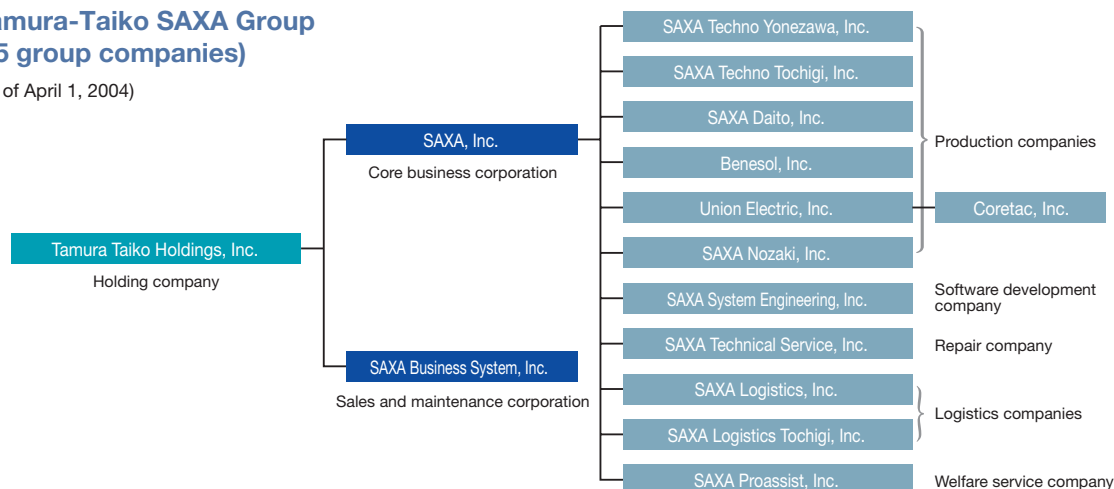 amura-Taiko SAXA Group
5 group companies)
of April 1, 2004)
SAXA Techno Yonezawa, Inc.
SAXA Techno Tochigi, Inc.
SAXA Daito, Inc.
SAXA, Inc.
Production companies
Core business corporation
Benesol, Inc.
Union Electric, Inc.
Coretac, Inc.
Tamura Taiko Holdings, Inc.
SAXA Nozaki, Inc.
Holding company
SAXA System Engineering, Inc.
Software development
company
SAXA Technical Service, Inc.
Repair company
SAXA Business System, Inc.
Sales and maintenance corporation
SAXA Logistics, Inc.
Logistics companies
SAXA Logistics Tochigi, Inc.
SAXA Proassist, Inc.
Welfare service company